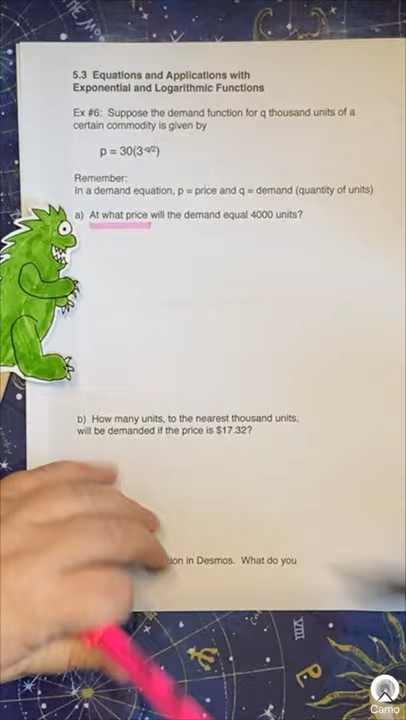 5.3 Equations and Applications with
Exponential and Logarithmic Functions
Ex #6: Suppose the demand function for q thousand units of a
certain commodity is given by
p = 30(3^-q/2)
Remember:
In a demand equation, p = price and q = demand (quantity of units)
a) At what price will the demand equal 4000 units?
b) How many units, to the nearest thousand units,
will be demanded if the price is $17.32?
in Desmos. What do you
VIII
Camo